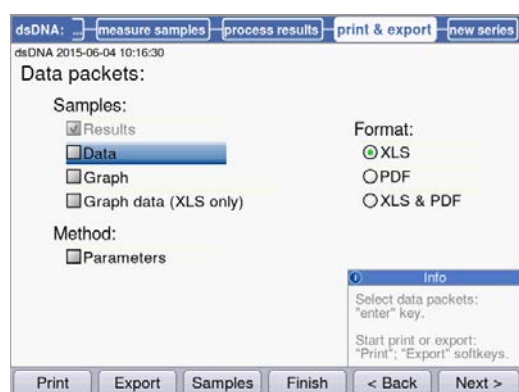 dsDNA: ... measure samples process results print & export new series
dsDNA 2015-06-04 10:16:30
Data packets:
Samples:
Results
Data
Graph
Graph data (XLS only)
Method:
Parameters
Format:
XLS
PDF
XLS & PDF
Info
Select data packets:
"enter" key.
Start print or export:
"Print"; "Export" softkeys.
Print Export Samples Finish < Back Next >